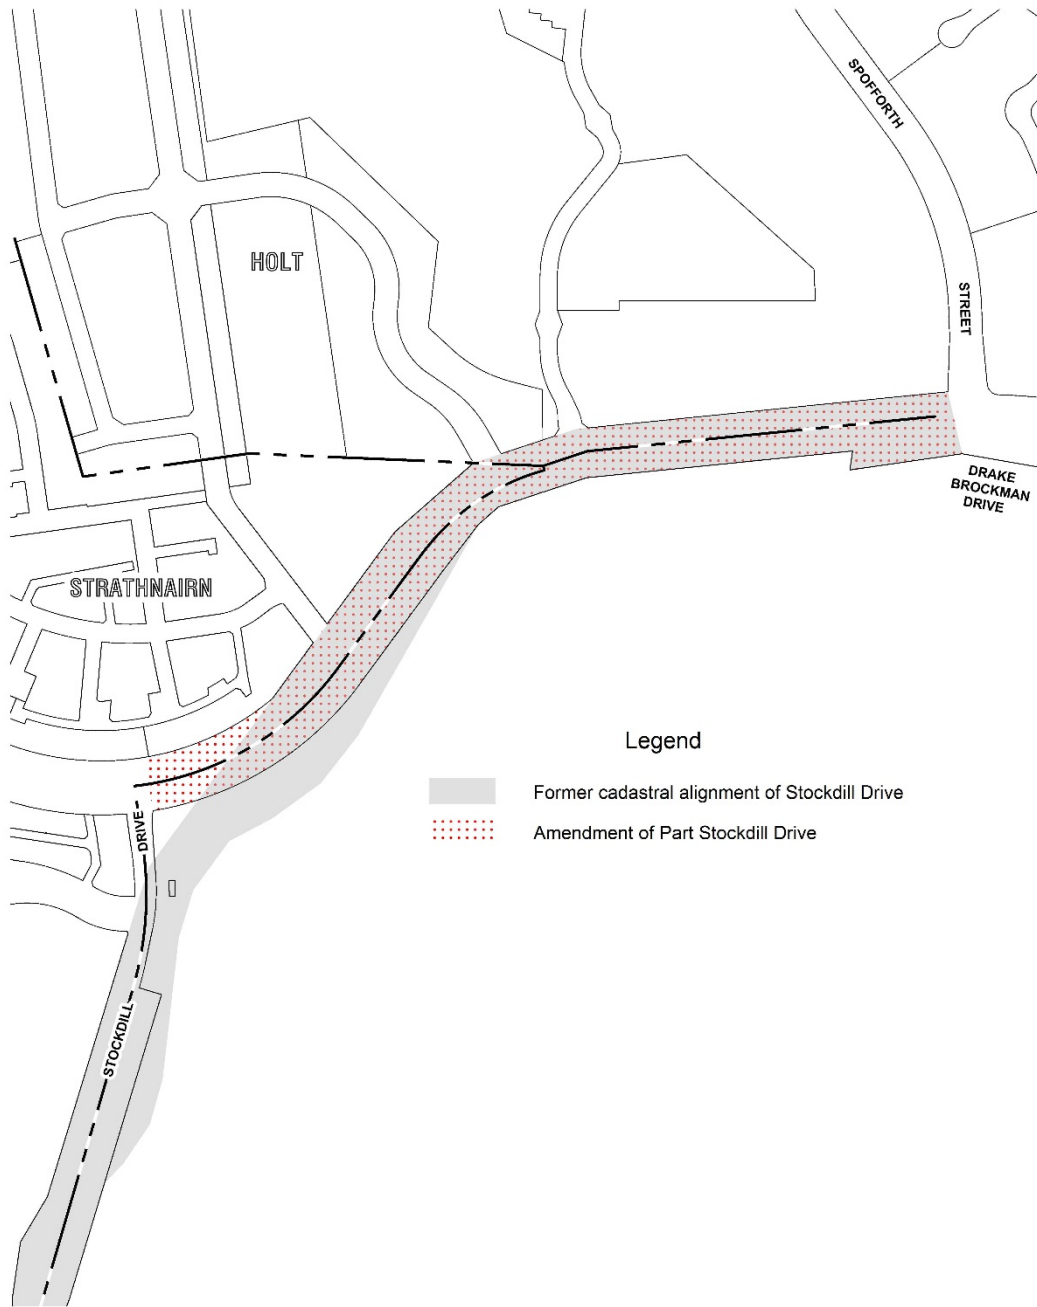 SPOFFORTH
STREET
HOLT
DRAKE
BROCKMAN
DRIVE
STRATHNAIRN
Legend
Former cadastral alignment of Stockdill Drive
Amendment of Part Stockdill Drive
DRIVE
STOCKDILL